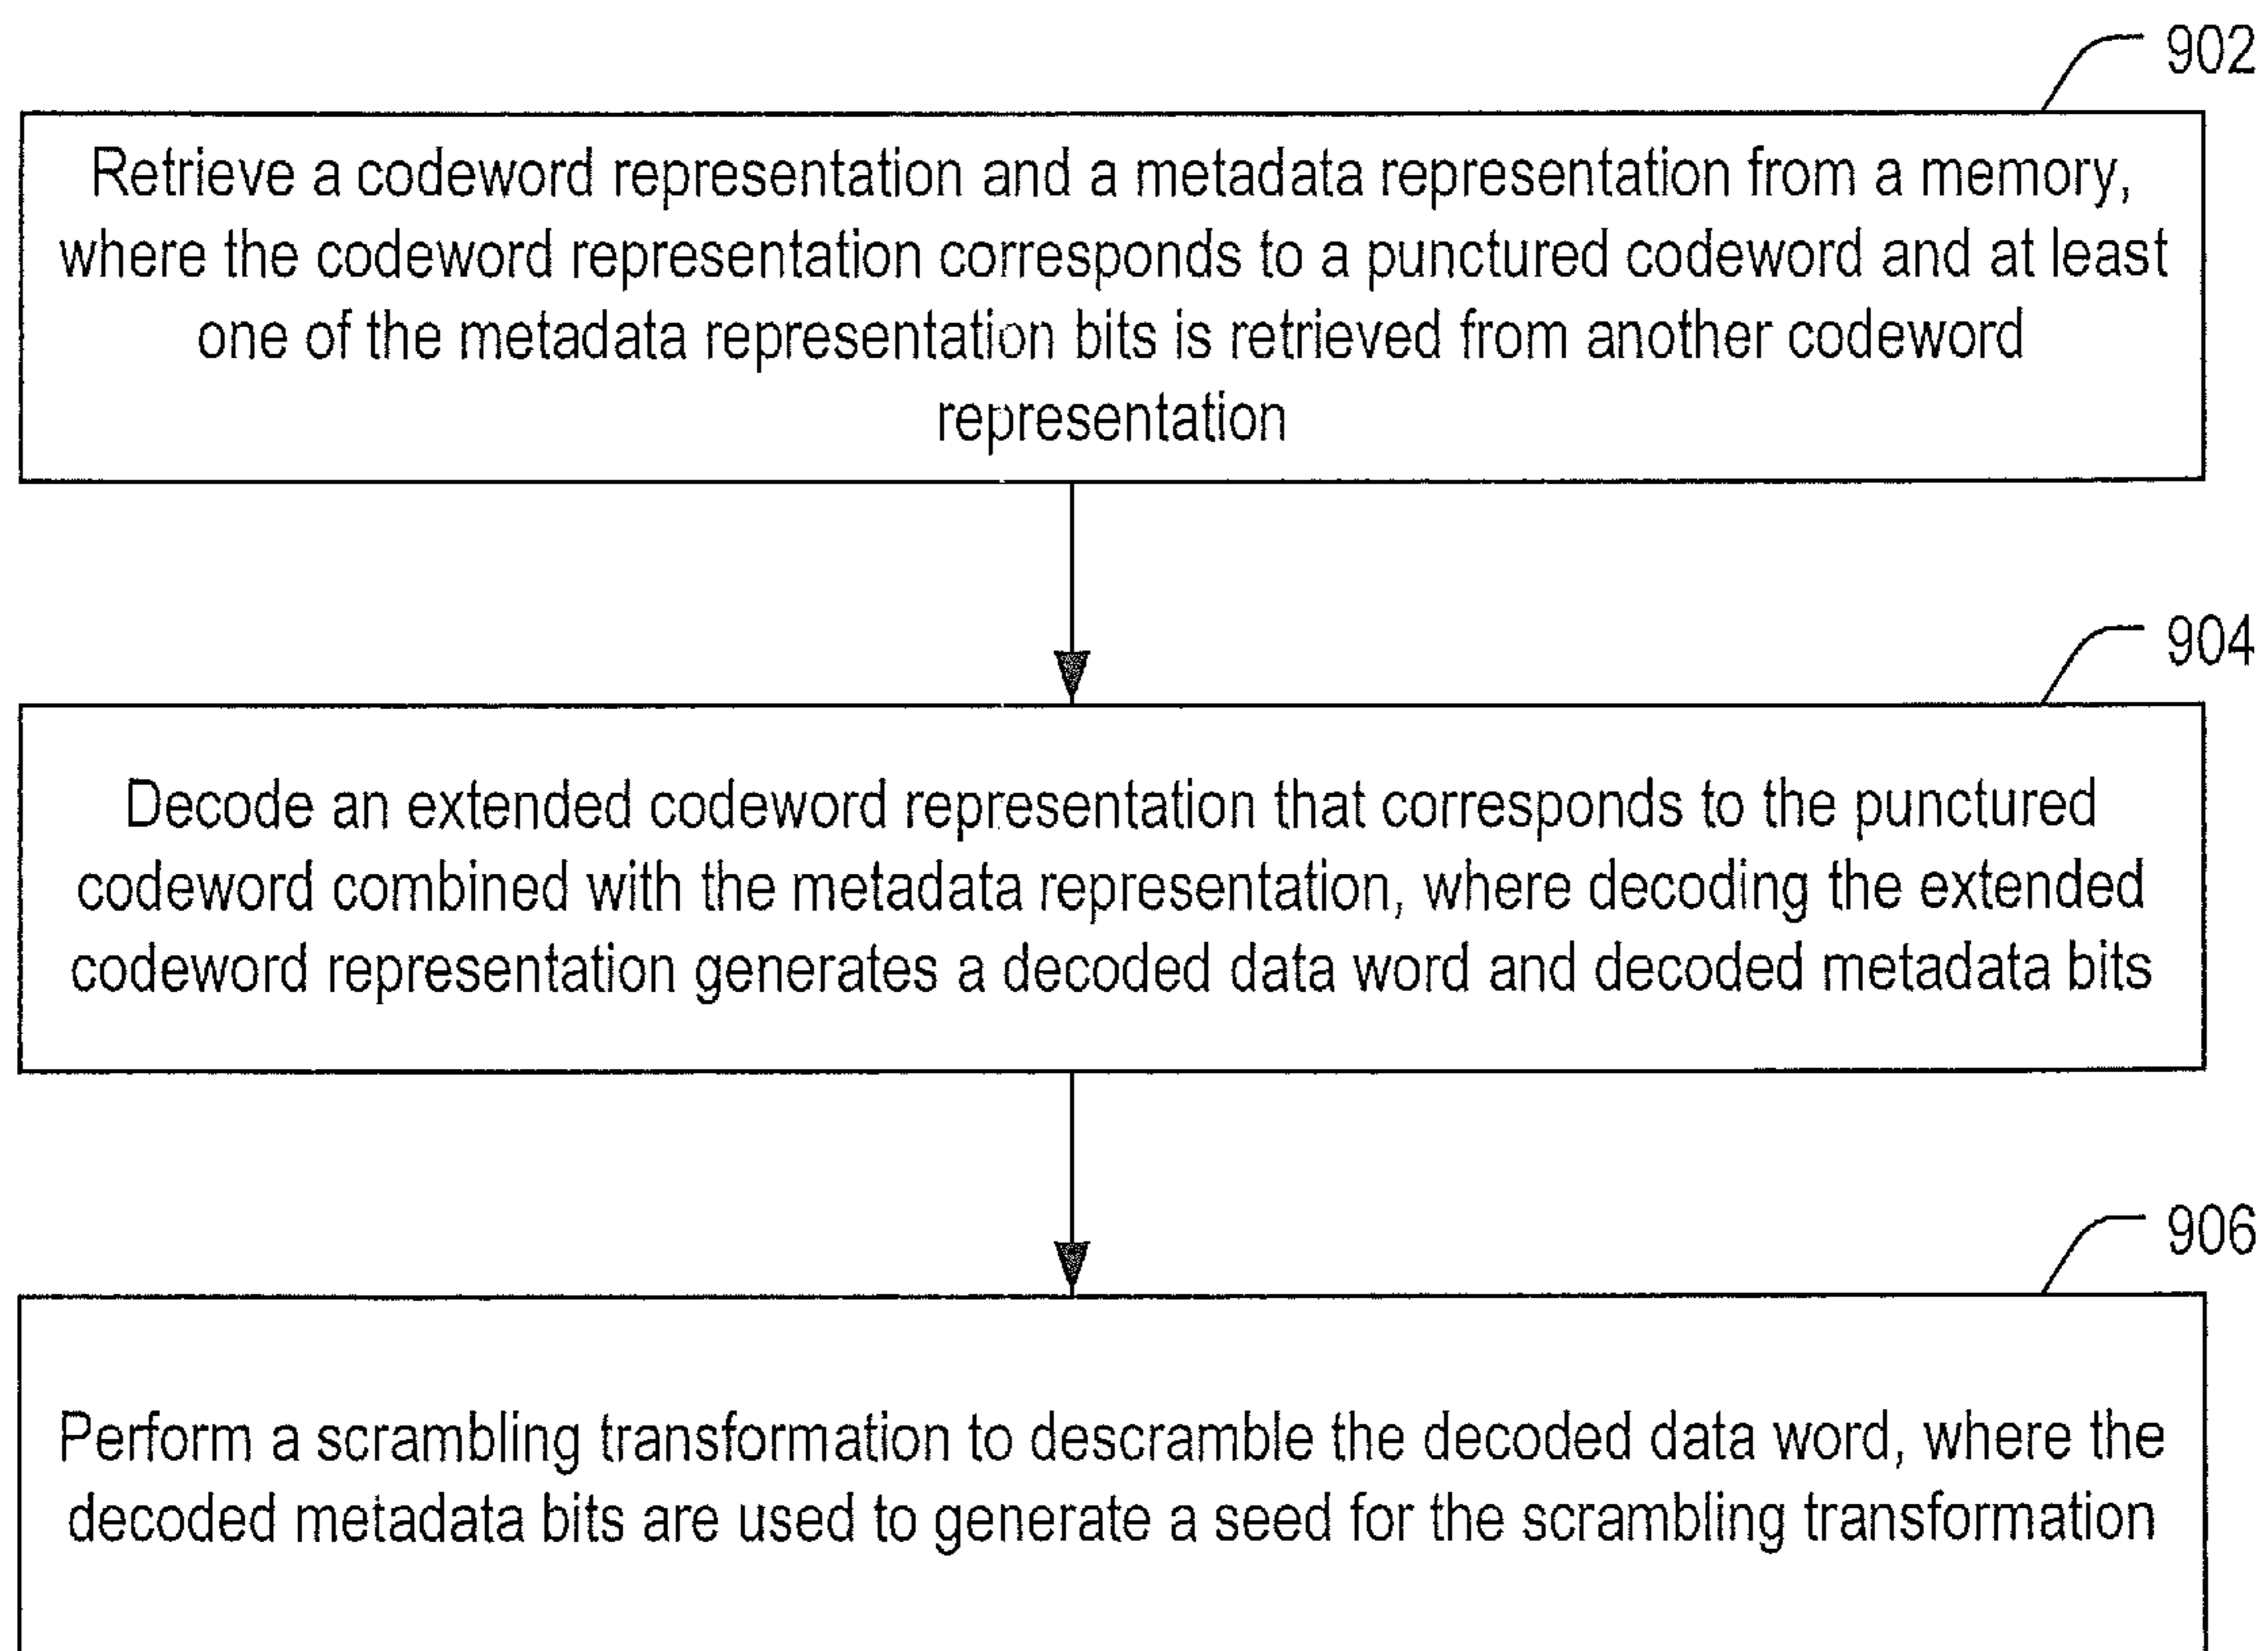 902
Retrieve a codeword representation and a metadata representation from a memory,
where the codeword representation corresponds to a punctured codeword and at least
one of the metadata representation bits is retrieved from another codeword
representation
904
Decode an extended codeword representation that corresponds to the punctured
codeword combined with the metadata representation, where decoding the extended
codeword representation generates a decoded data word and decoded metadata bits
906
Perform a scrambling transformation to descramble the decoded data word, where the
decoded metadata bits are used to generate a seed for the scrambling transformation